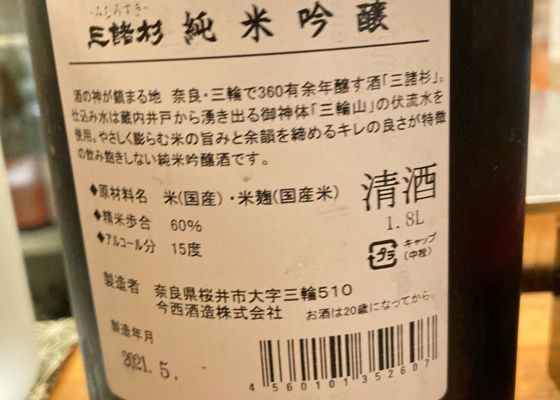 みむろすぎ
三諸杉 純米吟醸
酒の神が鎮まる地 奈良・三輪で360有余年醸す酒「三諸杉」。
仕込み水は蔵内井戸から湧き出る御神体「三輪山」の伏流水を
使用。やさしく膨らむ米の旨みと余韻を締めるキレの良さが特徴
の飲み飽きしない純米吟醸酒です。
◆原材料名 米(国産)・米麹(国産米)
◆精米歩合 60%
◆アルコール分 15度
清酒
1.8L
プラ
キャップ
(中栓)
製造者 奈良県桜井市大字三輪510
今西酒造株式会社
お酒は20歳になってから。
製造年月
2021.5.
4560101352607